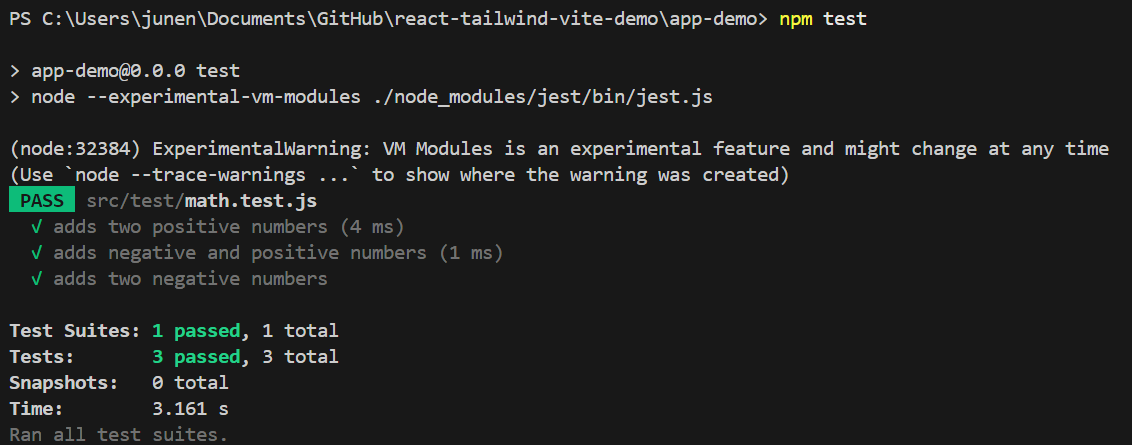 PS C:\Users\junen\Documents\GitHub\react-tailwind-vite-demo\app-demo> npm test
> app-demo@0.0.0 test
> node --experimental-vm-modules ./node_modules/jest/bin/jest.js
(node:32384) ExperimentalWarning: VM Modules is an experimental feature and might change at any time
(Use `node --trace-warnings ...` to show where the warning was created)
PASS src/test/math.test.js
√ adds two positive numbers (4 ms)
√ adds negative and positive numbers (1 ms)
√ adds two negative numbers
Test Suites: 1 passed, 1 total
Tests: 3 passed, 3 total
Snapshots: 0 total
Time: 3.161 s
Ran all test suites.